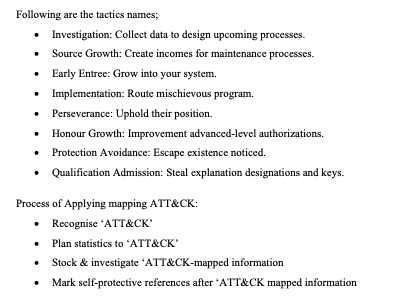 Following are the tactics names;
• Investigation: Collect data to design upcoming processes.
• Source Growth: Create incomes for maintenance processes.
• Early Entree: Grow into your system.
• Implementation: Route mischievous program.
• Perseverance: Uphold their position.
• Honour Growth: Improvement advanced-level authorizations.
• Protection Avoidance: Escape existence noticed.
• Qualification Admission: Steal explanation designations and keys.
Process of Applying mapping ATT&CK:
• Recognise ‘ATT&CK’
• Plan statistics to ‘ATT&CK’
• Stock & investigate ‘ATT&CK-mapped information
• Mark self-protective references after ‘ATT&CK mapped information